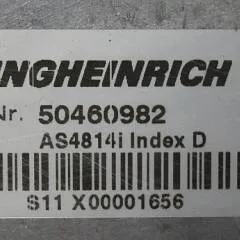 NGHEINRICH
Nr. 50460982
AS4814i Index D
S11 X00001656